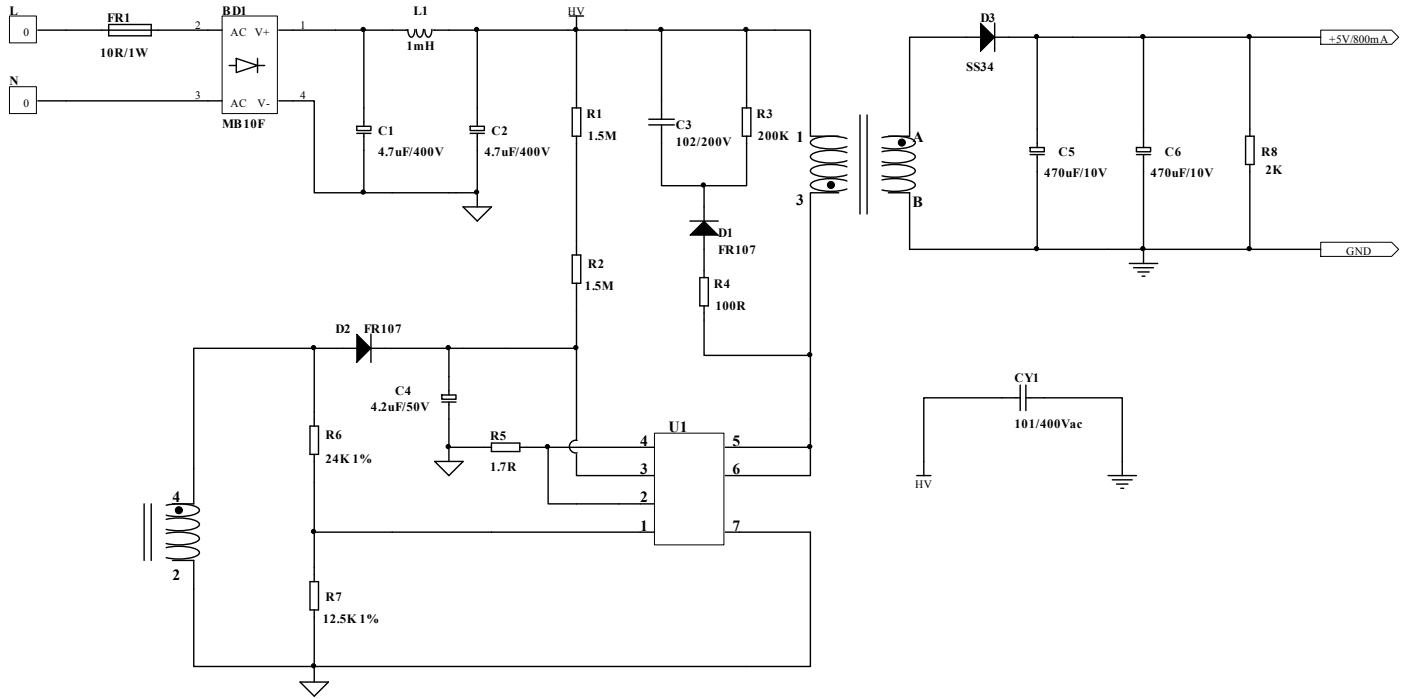 L
0
FR1
10R/1W
N
0
BD1
2
AC V+
1
3
AC V-
4
MB10F
L1
1mH
HV
C1
4.7uF/400V
C2
4.7uF/400V
R1
1.5M
C3
102/200V
R3
200K
1
3
A
B
D3
SS34
C5
470uF/10V
C6
470uF/10V
R8
2K
+5V/800mA
GND
D1
FR107
R4
100R
R2
1.5M
D2 FR107
C4
4.2uF/50V
R5
1.7R
R6
24K 1%
R7
12.5K 1%
4
2
U1
4
3
2
1
5
6
7
CY1
101/400Vac
HV